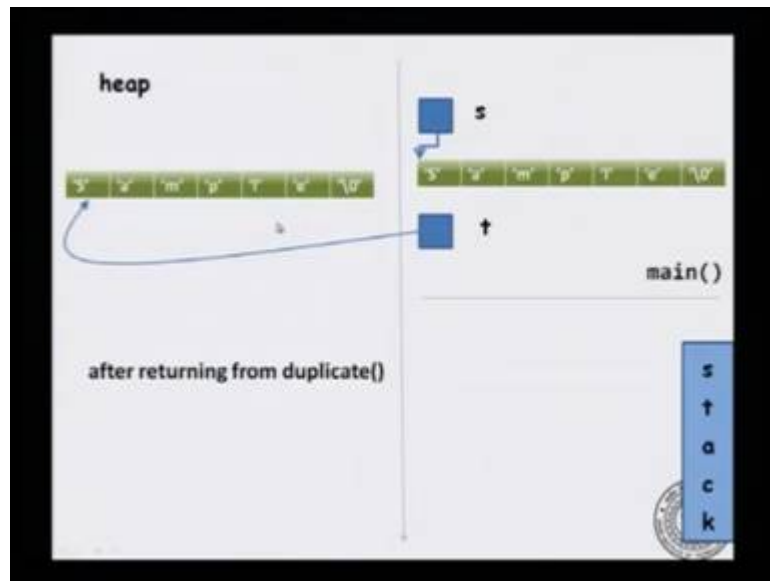 heap
s
'S' 'a' 'm' 'p' 'l' 'e' '\0'
'S' 'a' 'm' 'p' 'l' 'e' '\0'
t
main()
after returning from duplicate()
s
t
a
c
k